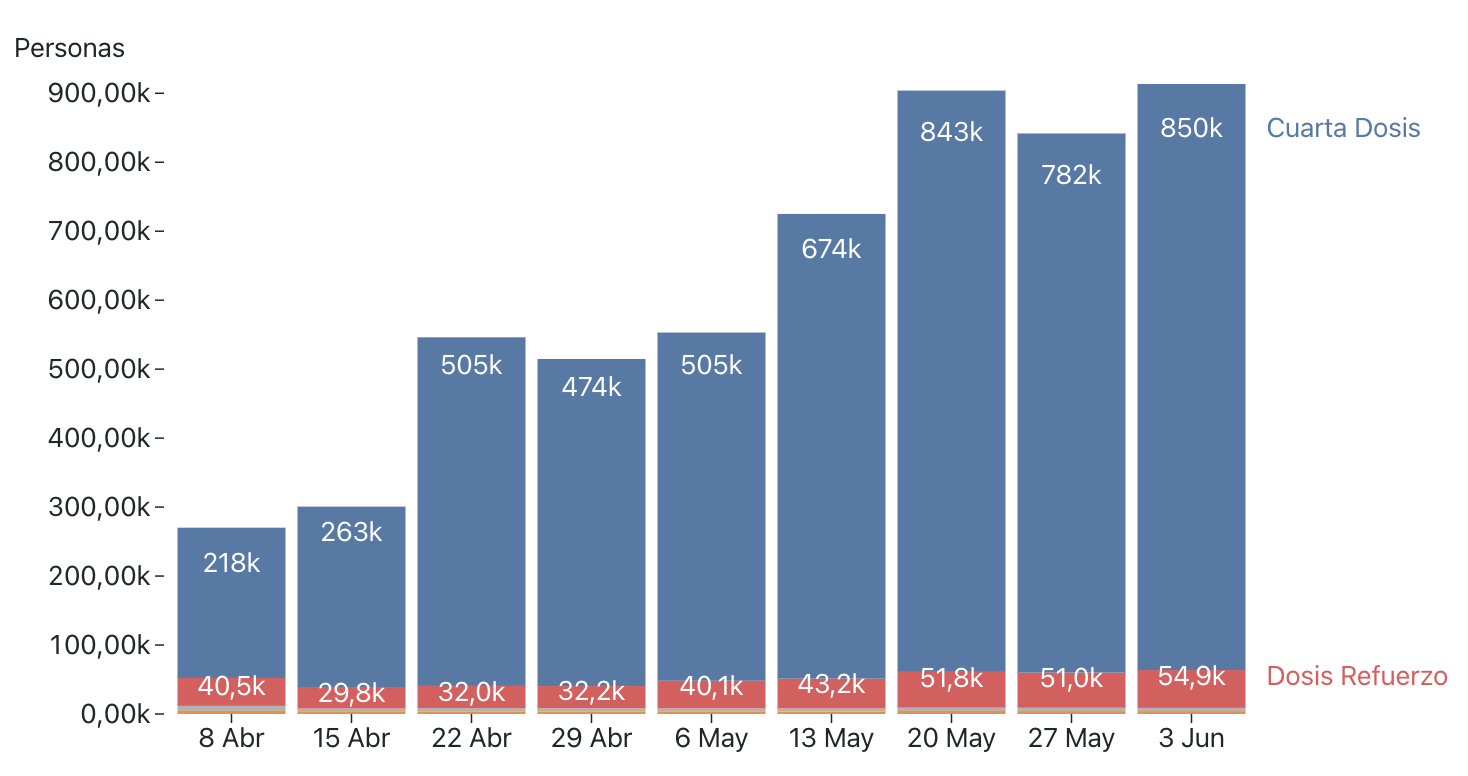 Personas
900,00k
800,00k
700,00k
600,00k
500,00k
400,00k
300,00k
200,00k
100,00k
0,00k
218k
263k
505k
474k
505k
674k
843k
782k
850k
Cuarta Dosis
40,5k
29,8k
32,0k
32,2k
40,1k
43,2k
51,8k
51,0k
54,9k
Dosis Refuerzo
8 Abr
15 Abr
22 Abr
29 Abr
6 May
13 May
20 May
27 May
3 Jun